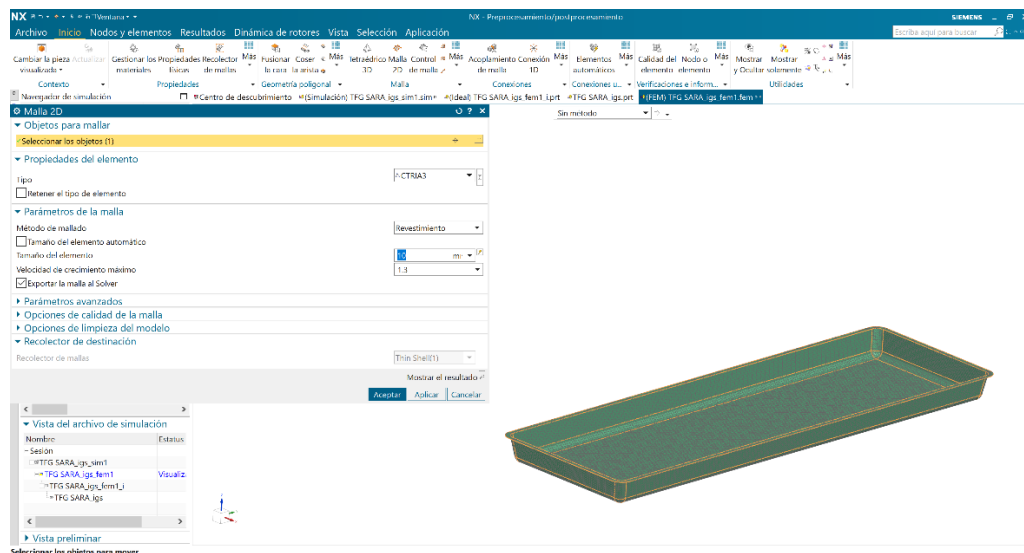 NX
Ventana
NX - Preprocesamiento/postprocesamiento
SIEMENS
Archivo Inicio Nodos y elementos Resultados Dinámica de rotores Vista Selección Aplicación
Escriba aquí para buscar
Cambiar la pieza visualizada
Actualizar
Gestionar los materiales
Propiedades físicas
Recolector de mallas
Más
Fusionar la cara
Coser la arista
Más
Tetraédrico 3D
Malla 2D
Control de malla
Más
Acoplamiento de malla
Conexión 1D
Más
Elementos automáticos
Más
Calidad del elemento
Nodo o elemento
Más
Mostrar y Ocultar
Mostrar solamente
Más
Contexto Propiedades Geometría poligonal Malla Conexiones Conexiones u... Verificaciones e inform... Utilidades
Navegador de simulación
Centro de descubrimiento (Simulación) TFG SARA_igs_sim1.sim (Ideal) TFG SARA_igs_fem1_i.prt TFG SARA_igs.prt (FEM) TFG SARA_igs_fem1.fem
Malla 2D
Sin método
Objetos para mallar
Seleccionar los objetos (1)
Propiedades del elemento
Tipo CTRIA3
Retener el tipo de elemento
Parámetros de la malla
Método de mallado Revestimiento
Tamaño del elemento automático
Tamaño del elemento 10
Velocidad de crecimiento máximo 1.3
Exportar la malla al Solver
Parámetros avanzados
Opciones de calidad de la malla
Opciones de limpieza del modelo
Recolector de destinación
Recolector de mallas Thin Shell(1)
Mostrar el resultado
Aceptar Aplicar Cancelar
Vista del archivo de simulación
Nombre Estatus
Sesión
TFG SARA_igs_sim1
TFG SARA_igs_fem1 Visualiz
TFG SARA_igs_fem1_i
TFG SARA_igs
Vista preliminar
Seleccionar los objetos para mover